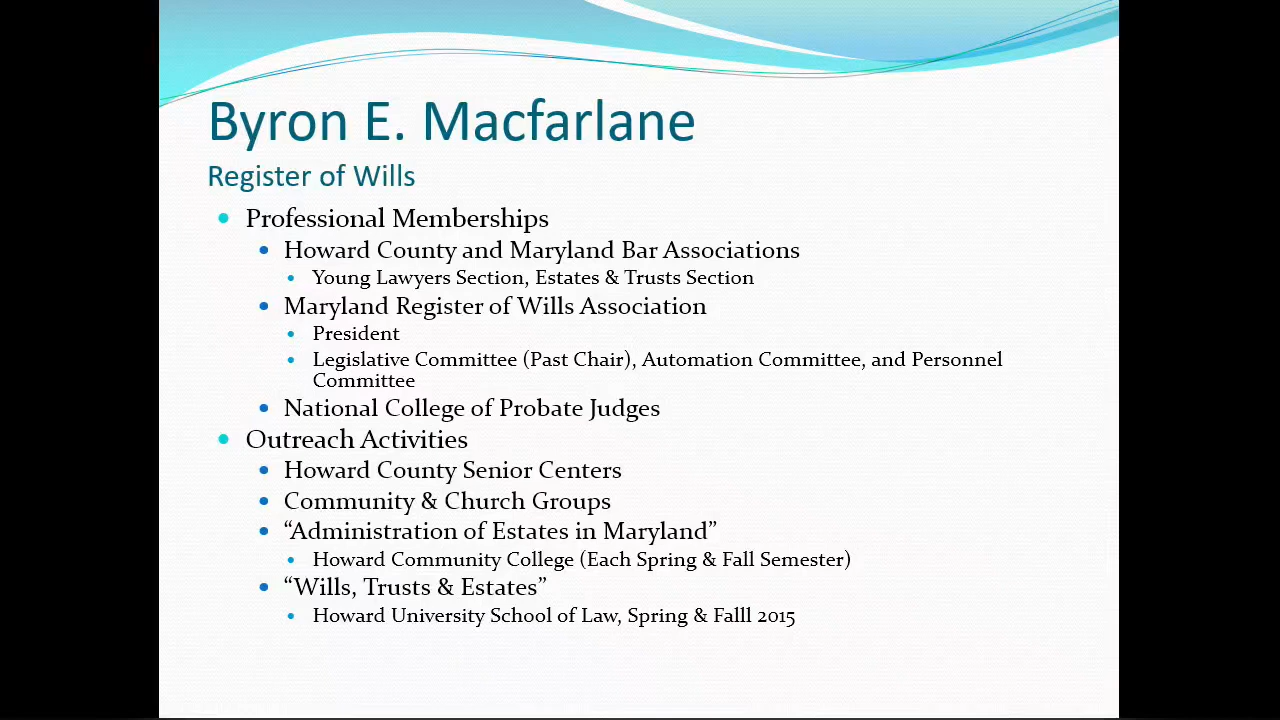 Byron E. Macfarlane
Register of Wills
Professional Memberships
Howard County and Maryland Bar Associations
Young Lawyers Section, Estates & Trusts Section
Maryland Register of Wills Association
President
Legislative Committee (Past Chair), Automation Committee, and Personnel
Committee
National College of Probate Judges
Outreach Activities
Howard County Senior Centers
Community & Church Groups
“Administration of Estates in Maryland”
Howard Community College (Each Spring & Fall Semester)
“Wills, Trusts & Estates”
Howard University School of Law, Spring & Falll 2015